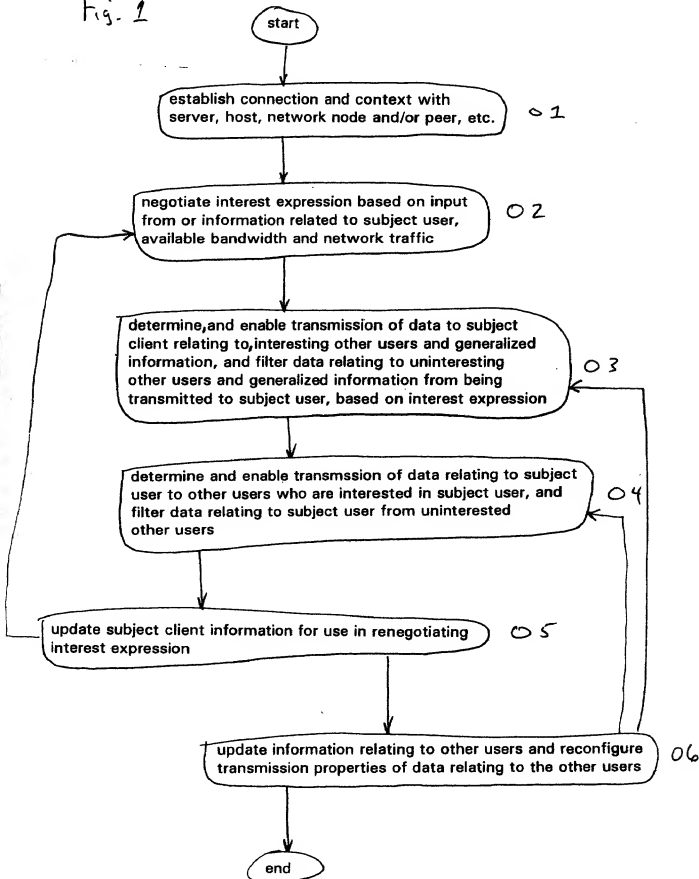 Fig. 1
start
establish connection and context with
server, host, network node and/or peer, etc.
01
negotiate interest expression based on input
from or information related to subject user,
available bandwidth and network traffic
02
determine,and enable transmission of data to subject
client relating to,interesting other users and generalized
information, and filter data relating to uninteresting
other users and generalized information from being
transmitted to subject user, based on interest expression
03
determine and enable transmssion of data relating to subject
user to other users who are interested in subject user, and
filter data relating to subject user from uninterested
other users
04
update subject client information for use in renegotiating
interest expression
05
update information relating to other users and reconfigure
transmission properties of data relating to the other users
06
end